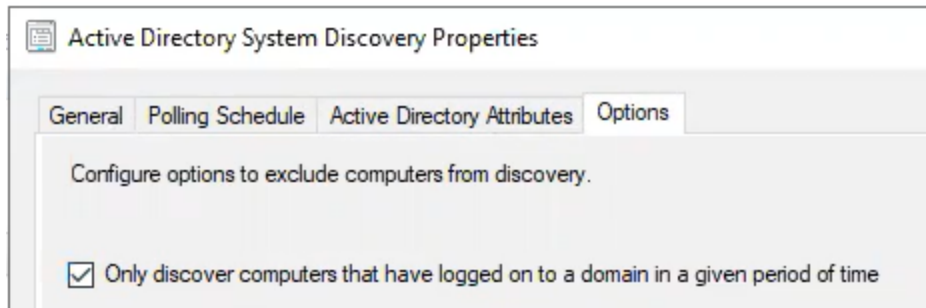 Active Directory System Discovery Properties
General Polling Schedule Active Directory Attributes Options
Configure options to exclude computers from discovery.
Only discover computers that have logged on to a domain in a given period of time